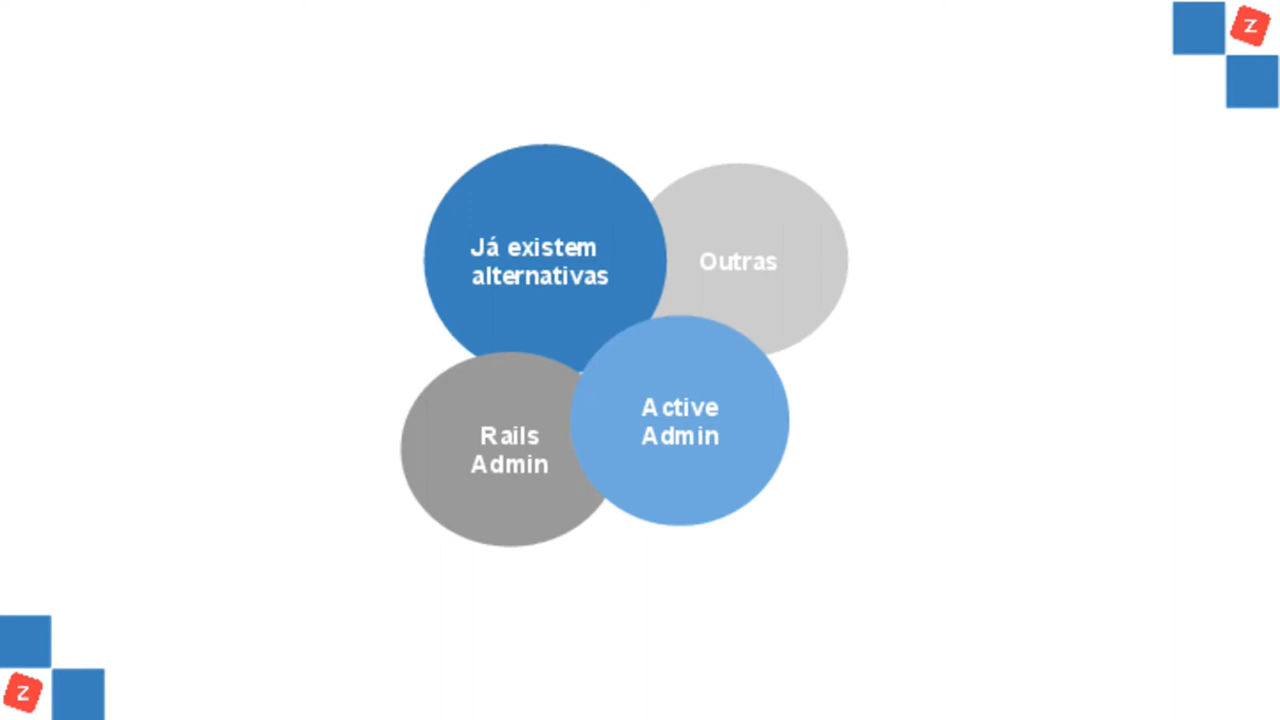 Z
Já existem
alternativas
Outras
Active
Admin
Rails
Admin
Z